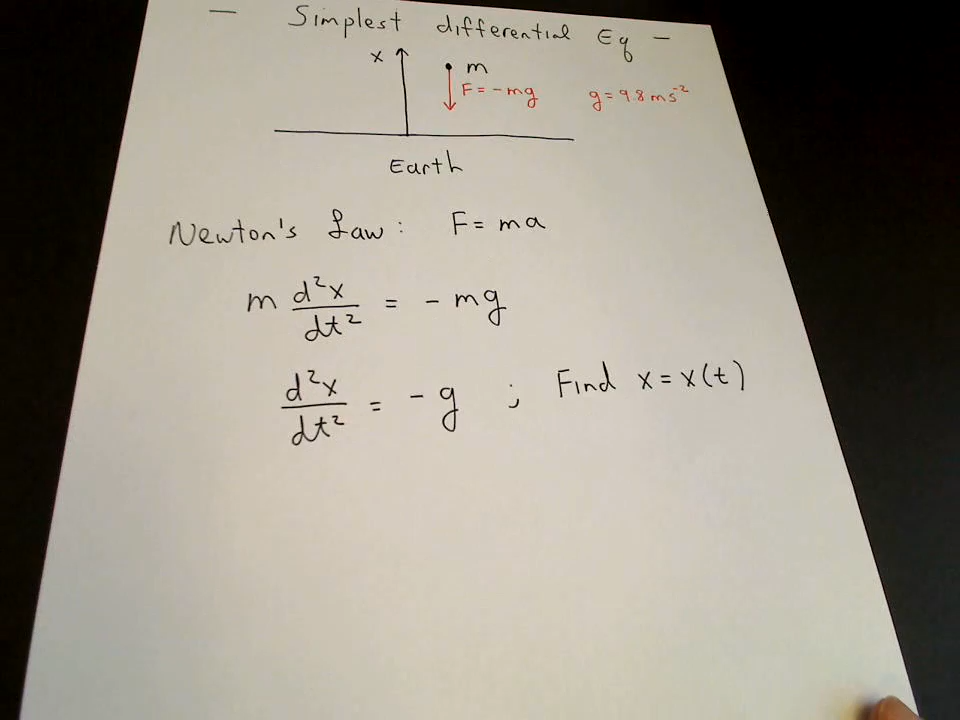 — Simplest differential Eq —
x
m
F = -mg
g = 9.8 ms⁻²
Earth
Newton's Law : F = ma
m d²x/dt² = - mg
d²x/dt² = - g ; Find x = x(t)